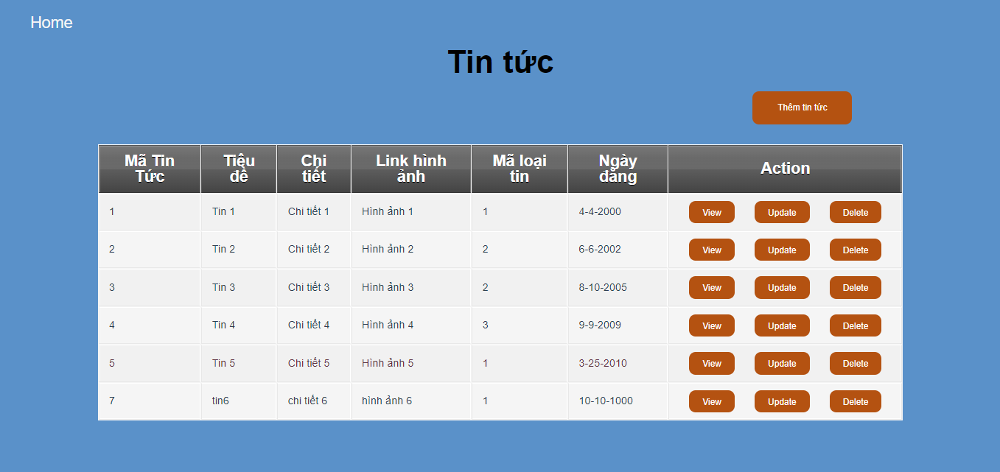 Home
Tin tức
Thêm tin tức
Mã Tin Tức Tiêu đề Chi tiết Link hình ảnh Mã loại tin Ngày đăng Action
1 Tin 1 Chi tiết 1 Hình ảnh 1 1 4-4-2000 View Update Delete
2 Tin 2 Chi tiết 2 Hình ảnh 2 2 6-6-2002 View Update Delete
3 Tin 3 Chi tiết 3 Hình ảnh 3 2 8-10-2005 View Update Delete
4 Tin 4 Chi tiết 4 Hình ảnh 4 3 9-9-2009 View Update Delete
5 Tin 5 Chi tiết 5 Hình ảnh 5 1 3-25-2010 View Update Delete
7 tin6 chi tiết 6 hình ảnh 6 1 10-10-1000 View Update Delete